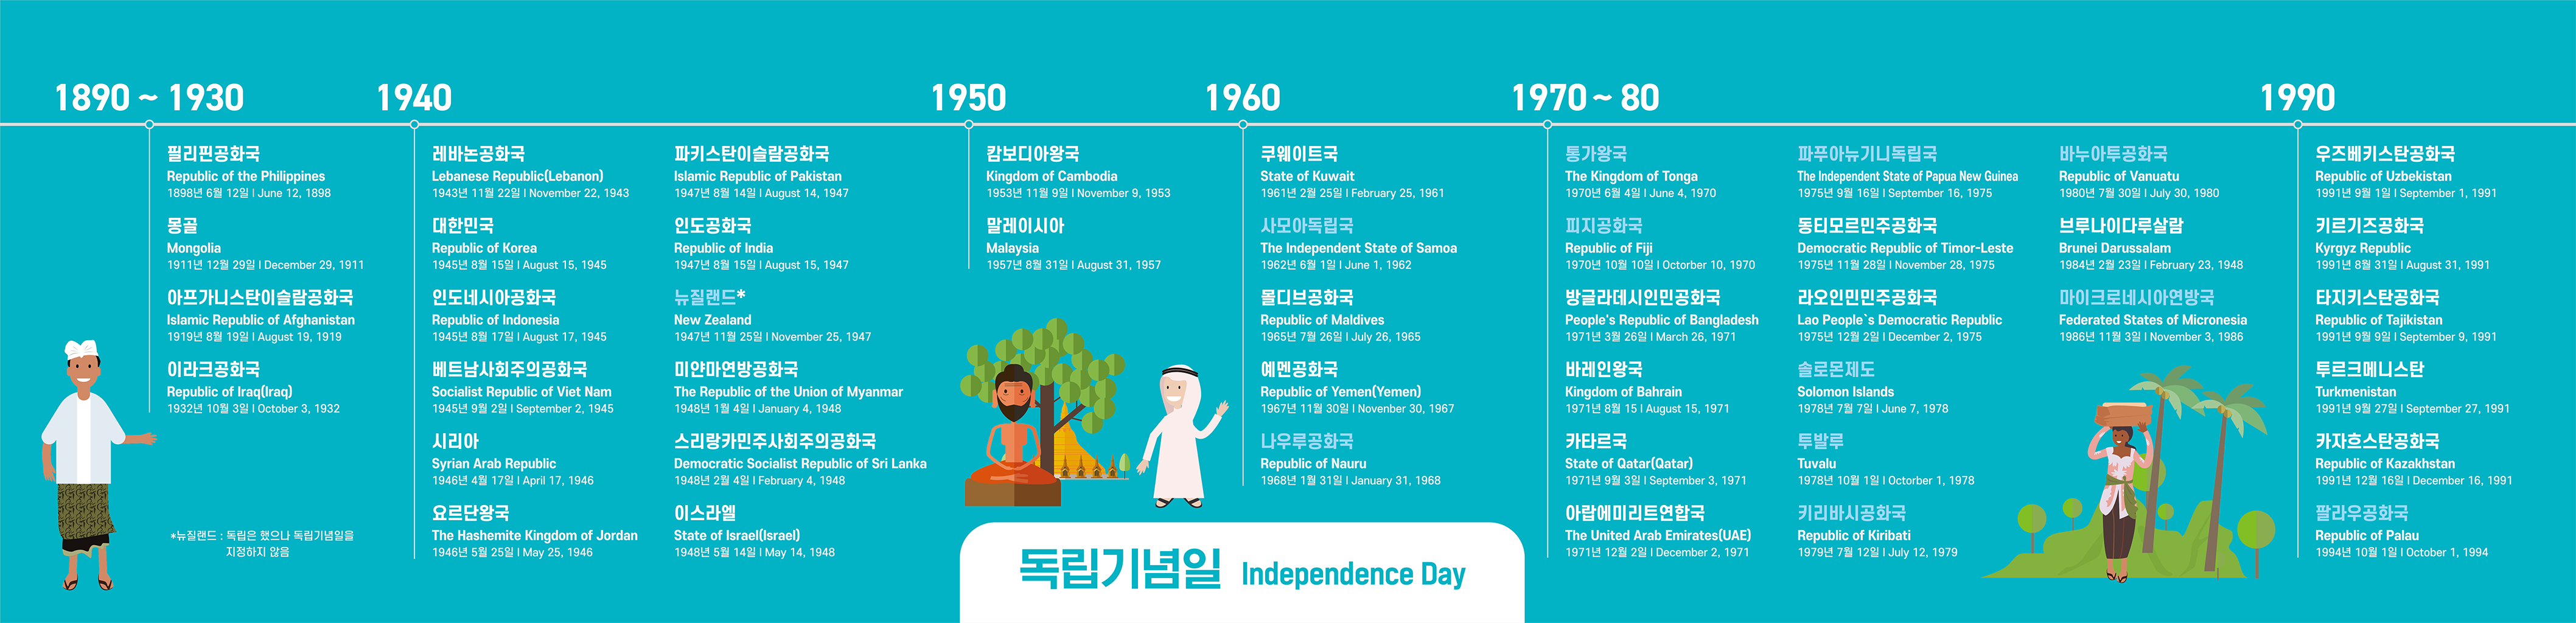 1890 ~ 1930
필리핀공화국
Republic of the Philippines
1898년 6월 12일 I June 12, 1898
몽골
Mongolia
1911년 12월 29일 I December 29, 1911
아프가니스탄이슬람공화국
Islamic Republic of Afghanistan
1919년 8월 19일 I August 19, 1919
이라크공화국
Republic of Iraq(Iraq)
1932년 10월 3일 I October 3, 1932
*뉴질랜드 : 독립은 했으나 독립기념일을
지정하지 않음
1940
레바논공화국
Lebanese Republic(Lebanon)
1943년 11월 22일 I November 22, 1943
대한민국
Republic of Korea
1945년 8월 15일 I August 15, 1945
인도네시아공화국
Republic of Indonesia
1945년 8월 17일 I August 17, 1945
베트남사회주의공화국
Socialist Republic of Viet Nam
1945년 9월 2일 I September 2, 1945
시리아
Syrian Arab Republic
1946년 4월 17일 I April 17, 1946
요르단왕국
The Hashemite Kingdom of Jordan
1946년 5월 25일 I May 25, 1946
파키스탄이슬람공화국
Islamic Republic of Pakistan
1947년 8월 14일 I August 14, 1947
인도공화국
Republic of India
1947년 8월 15일 I August 15, 1947
뉴질랜드*
New Zealand
1947년 11월 25일 I November 25, 1947
미얀마연방공화국
The Republic of the Union of Myanmar
1948년 1월 4일 I January 4, 1948
스리랑카민주사회주의공화국
Democratic Socialist Republic of Sri Lanka
1948년 2월 4일 I February 4, 1948
이스라엘
State of Israel(Israel)
1948년 5월 14일 I May 14, 1948
1950
캄보디아왕국
Kingdom of Cambodia
1953년 11월 9일 I November 9, 1953
말레이시아
Malaysia
1957년 8월 31일 I August 31, 1957
1960
쿠웨이트국
State of Kuwait
1961년 2월 25일 I February 25, 1961
사모아독립국
The Independent State of Samoa
1962년 6월 1일 I June 1, 1962
몰디브공화국
Republic of Maldives
1965년 7월 26일 I July 26, 1965
예멘공화국
Republic of Yemen(Yemen)
1967년 11월 30일 I Novenber 30, 1967
나우루공화국
Republic of Nauru
1968년 1월 31일 I January 31, 1968
1970 ~ 80
통가왕국
The Kingdom of Tonga
1970년 6월 4일 I June 4, 1970
피지공화국
Republic of Fiji
1970년 10월 10일 I Octorber 10, 1970
방글라데시인민공화국
People's Republic of Bangladesh
1971년 3월 26일 I March 26, 1971
바레인왕국
Kingdom of Bahrain
1971년 8월 15 I August 15, 1971
카타르국
State of Qatar(Qatar)
1971년 9월 3일 I September 3, 1971
아랍에미리트연합국
The United Arab Emirates(UAE)
1971년 12월 2일 I December 2, 1971
파푸아뉴기니독립국
The Independent State of Papua New Guinea
1975년 9월 16일 I September 16, 1975
동티모르민주공화국
Democratic Republic of Timor-Leste
1975년 11월 28일 I November 28, 1975
라오인민민주공화국
Lao People`s Democratic Republic
1975년 12월 2일 I December 2, 1975
솔로몬제도
Solomon Islands
1978년 7월 7일 I June 7, 1978
투발루
Tuvalu
1978년 10월 1일 I Octorber 1, 1978
키리바시공화국
Republic of Kiribati
1979년 7월 12일 I July 12, 1979
바누아투공화국
Republic of Vanuatu
1980년 7월 30일 I July 30, 1980
브루나이다루살람
Brunei Darussalam
1984년 2월 23일 I February 23, 1948
마이크로네시아연방국
Federated States of Micronesia
1986년 11월 3일 I November 3, 1986
1990
우즈베키스탄공화국
Republic of Uzbekistan
1991년 9월 1일 I September 1, 1991
키르기즈공화국
Kyrgyz Republic
1991년 8월 31일 I August 31, 1991
타지키스탄공화국
Republic of Tajikistan
1991년 9월 9일 I September 9, 1991
투르크메니스탄
Turkmenistan
1991년 9월 27일 I September 27, 1991
카자흐스탄공화국
Republic of Kazakhstan
1991년 12월 16일 I December 16, 1991
팔라우공화국
Republic of Palau
1994년 10월 1일 I October 1, 1994
독립기념일 Independence Day